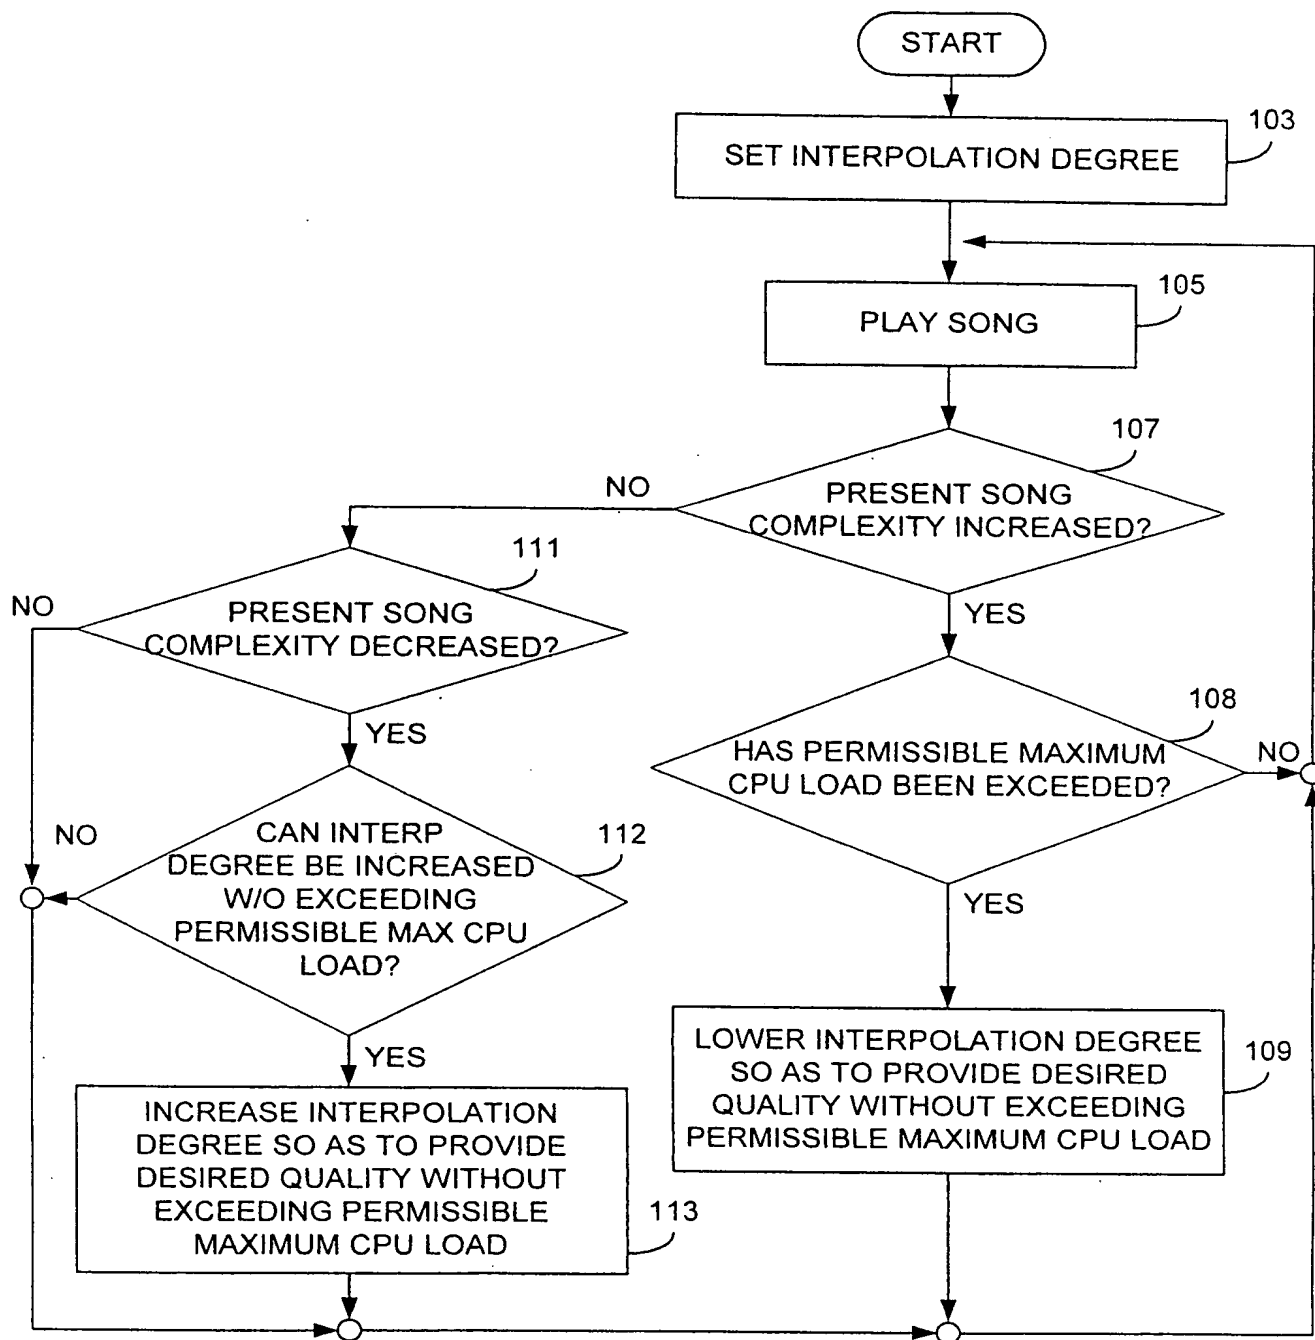 START
103
SET INTERPOLATION DEGREE
105
PLAY SONG
107
NO
PRESENT SONG
COMPLEXITY INCREASED?
111
NO
PRESENT SONG
COMPLEXITY DECREASED?
YES
YES
108
HAS PERMISSIBLE MAXIMUM
CPU LOAD BEEN EXCEEDED?
NO
NO
CAN INTERP
DEGREE BE INCREASED
W/O EXCEEDING
PERMISSIBLE MAX CPU
LOAD?
112
YES
YES
LOWER INTERPOLATION DEGREE
SO AS TO PROVIDE DESIRED
QUALITY WITHOUT EXCEEDING
PERMISSIBLE MAXIMUM CPU LOAD
109
INCREASE INTERPOLATION
DEGREE SO AS TO PROVIDE
DESIRED QUALITY WITHOUT
EXCEEDING PERMISSIBLE
MAXIMUM CPU LOAD
113